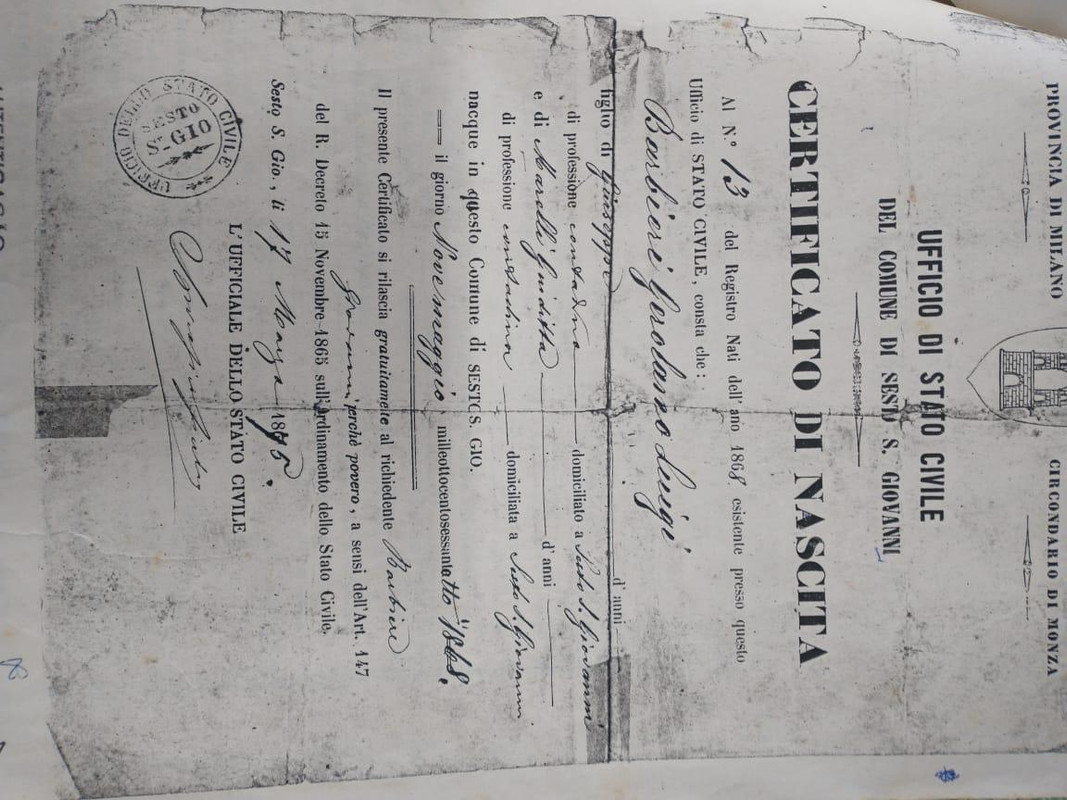 PROVINCIA DI MILANO
CIRCONDARIO DI MONZA
UFFICIO DI STATO CIVILE
DEL COMUNE DI SESTO S. GIOVANNI
CERTIFICATO DI NASCITA
Al N.° 13 del Registro Nati dell'anno 1868 esistente presso questo
Ufficio di STATO CIVILE, consta che:
Barbieri Gerolamo Luigi
figlio di Giuseppe d'anni
di professione contadino domiciliato a Sesto S. Giovanni
e di Marelli Giuditta d'anni
di professione contadina domiciliata a Sesto S. Giovanni
nacque in questo Comune di SESTO S. GIO.
il giorno Nove maggio milleottocentosessantotto 1868.
Il presente Certificato si rilascia gratuitamente al richiedente Barbieri
Giovanni perchè povero, a sensi dell'Art. 147
del R. Decreto 15 Novembre 1865 sull'Ordinamento dello Stato Civile.
Sesto S. Gio., li 17 Marzo 1875.
L'UFFICIALE DELLO STATO CIVILE
UFFICIO DELLO STATO CIVILE
SESTO
S.n GIO